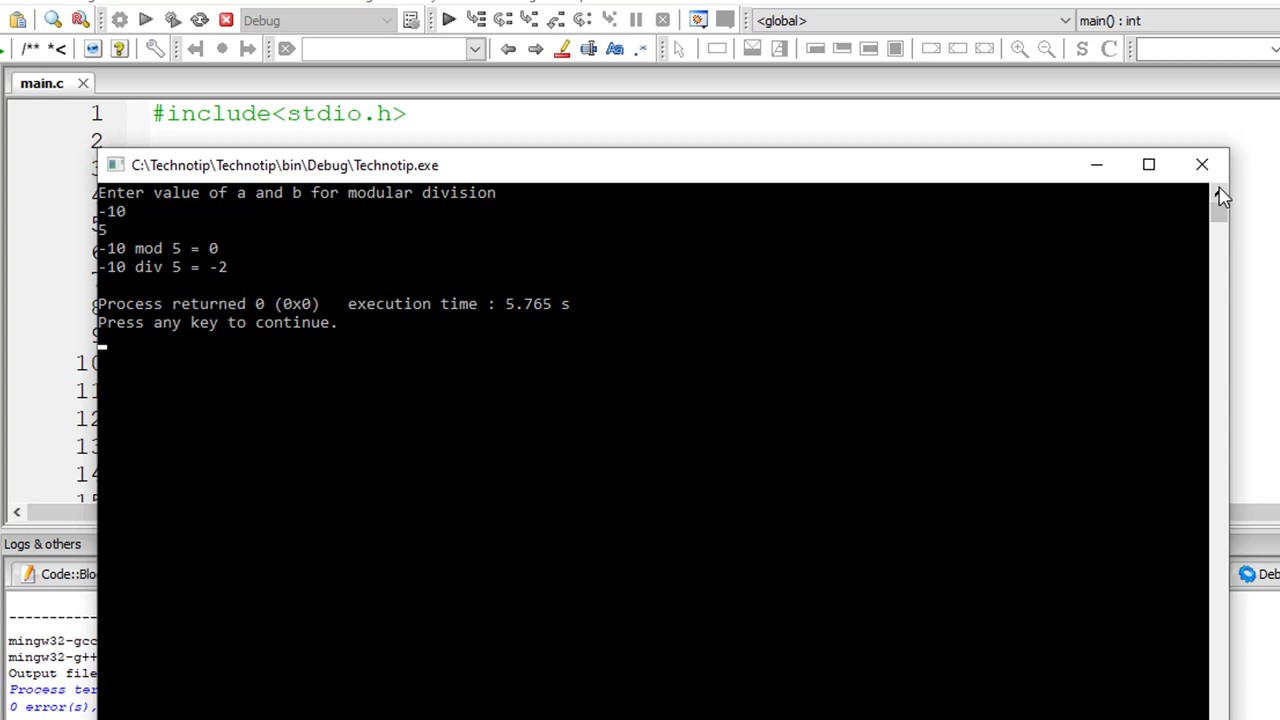 Debug
<global>
main() : int
/** *<
Aa
.*
S
C
main.c
1 #include<stdio.h>
2
C:\Technotip\Technotip\bin\Debug\Technotip.exe
Enter value of a and b for modular division
-10
5
-10 mod 5 = 0
-10 div 5 = -2
Process returned 0 (0x0) execution time : 5.765 s
Press any key to continue.
10
11
12
13
14
15
Logs & others
Code::Blo
Deb
--------
mingw32-gcc
mingw32-g++
Output file
Process ter
0 error(s),